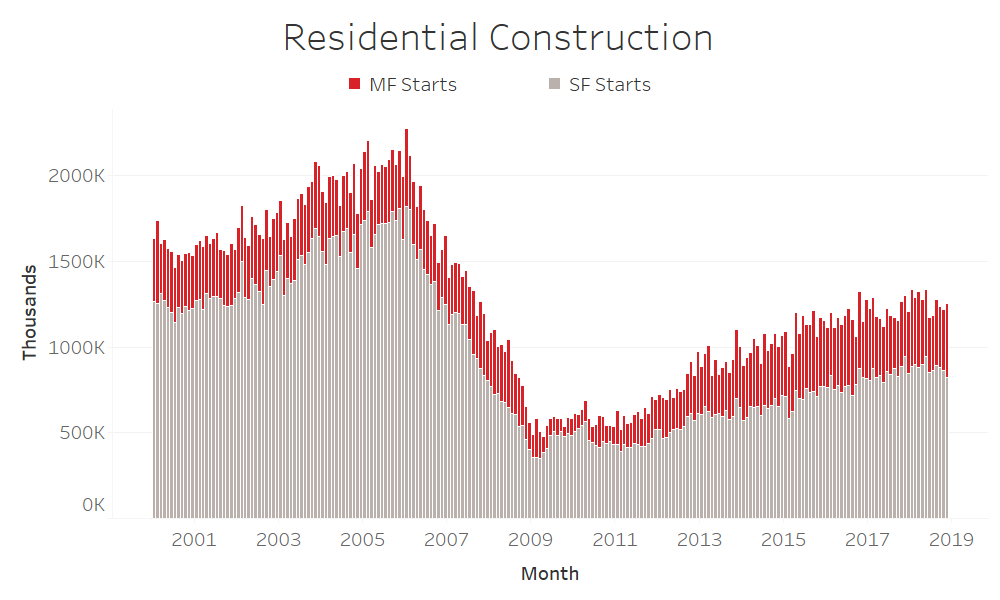 Residential Construction
MF Starts SF Starts
Thousands
2000K
1500K
1000K
500K
0K
2001 2003 2005 2007 2009 2011 2013 2015 2017 2019
Month